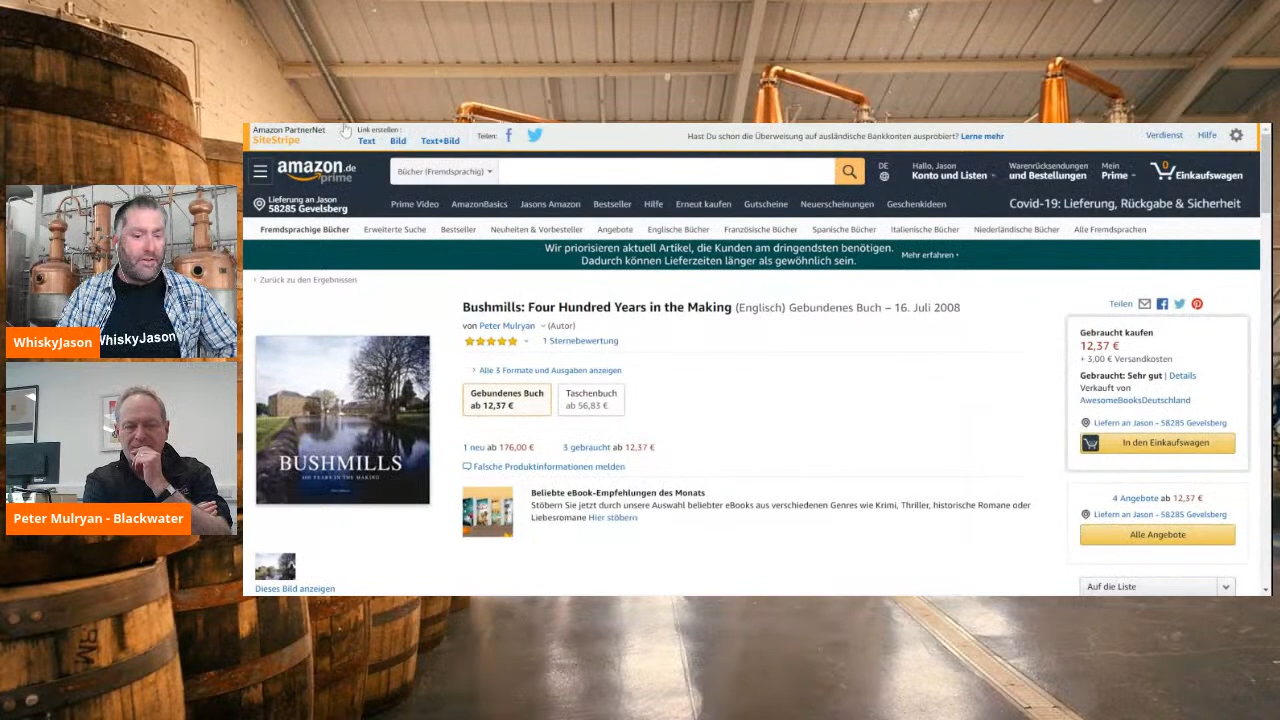 Amazon PartnerNet
SiteStripe
Link erstellen :
Text Bild Text+Bild
Teilen:
Hast Du schon die Überweisung auf ausländische Bankkonten ausprobiert? Lerne mehr
Verdienst Hilfe
amazon.de
prime
Bücher (Fremdsprachig)
DE
Hallo, Jason
Konto und Listen
Warenrücksendungen
und Bestellungen
Mein
Prime
0
Einkaufswagen
Lieferung an Jason
58285 Gevelsberg
Prime Video AmazonBasics Jasons Amazon Bestseller Hilfe Erneut kaufen Gutscheine Neuerscheinungen Geschenkideen
Covid-19: Lieferung, Rückgabe & Sicherheit
Fremdsprachige Bücher Erweiterte Suche Bestseller Neuheiten & Vorbesteller Angebote Englische Bücher Französische Bücher Spanische Bücher Italienische Bücher Niederländische Bücher Alle Fremdsprachen
Wir priorisieren aktuell Artikel, die Kunden am dringendsten benötigen.
Dadurch können Lieferzeiten länger als gewöhnlich sein.
Mehr erfahren ›
‹ Zurück zu den Ergebnissen
Bushmills: Four Hundred Years in the Making (Englisch) Gebundenes Buch – 16. Juli 2008
von Peter Mulryan (Autor)
1 Sternebewertung
› Alle 3 Formate und Ausgaben anzeigen
Gebundenes Buch
ab 12,37 €
Taschenbuch
ab 56,83 €
1 neu ab 176,00 € 3 gebraucht ab 12,37 €
Falsche Produktinformationen melden
Beliebte eBook-Empfehlungen des Monats
Stöbern Sie jetzt durch unsere Auswahl beliebter eBooks aus verschiedenen Genres wie Krimi, Thriller, historische Romane oder
Liebesromane Hier stöbern
BUSHMILLS
400 YEARS IN THE MAKING
Dieses Bild anzeigen
Teilen
Gebraucht kaufen
12,37 €
+ 3,00 € Versandkosten
Gebraucht: Sehr gut | Details
Verkauft von
AwesomeBooksDeutschland
Liefern an Jason – 58285 Gevelsberg
In den Einkaufswagen
4 Angebote ab 12,37 €
Liefern an Jason – 58285 Gevelsberg
Alle Angebote
Auf die Liste
WhiskyJason
WhiskyJason
Peter Mulryan - Blackwater